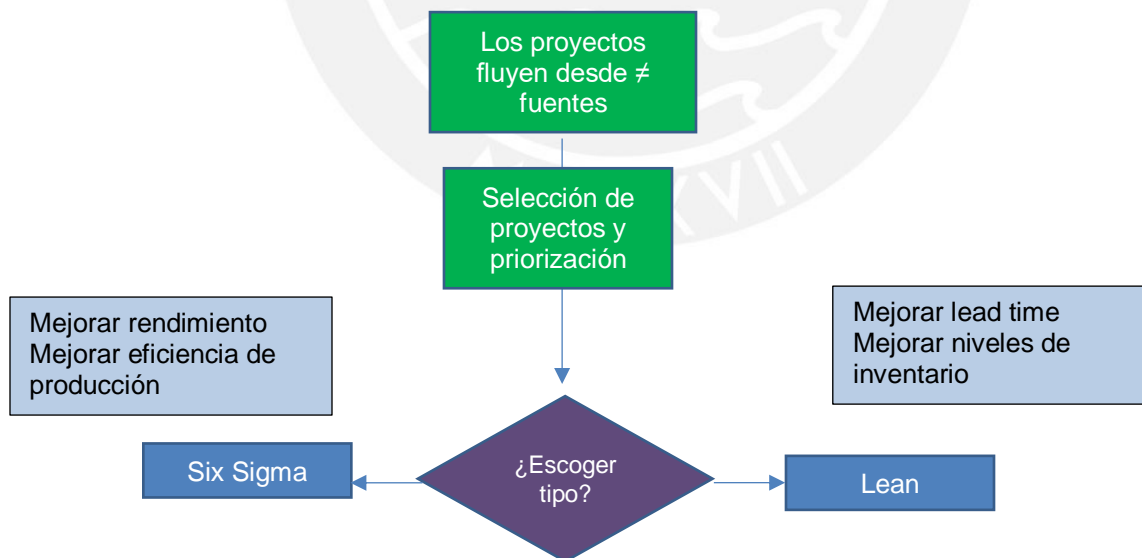 Los proyectos
fluyen desde ≠
fuentes
XVII
Selección de
proyectos y
priorización
Mejorar rendimiento
Mejorar eficiencia de
producción
Mejorar lead time
Mejorar niveles de
inventario
¿Escoger
tipo?
Six Sigma
Lean